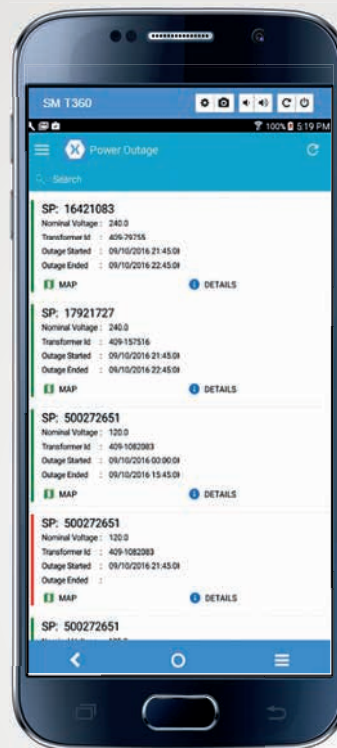 SM T360
100% 5:19 PM
Power Outage
Search
SP: 16421083
Nominal Voltage : 240.0
Transformer Id : 409-79755
Outage Started : 09/10/2016 21:45:0
Outage Ended : 09/10/2016 22:45:0
MAP DETAILS
SP: 17921727
Nominal Voltage : 240.0
Transformer Id : 409-157516
Outage Started : 09/10/2016 21:45:0
Outage Ended : 09/10/2016 22:45:0
MAP DETAILS
SP: 500272651
Nominal Voltage : 120.0
Transformer Id : 409-1082083
Outage Started : 09/10/2016 00:00:0
Outage Ended : 09/10/2016 15:45:0
MAP DETAILS
SP: 500272651
Nominal Voltage : 120.0
Transformer Id : 409-1082083
Outage Started : 09/10/2016 21:45:0
Outage Ended :
MAP DETAILS
SP: 500272651